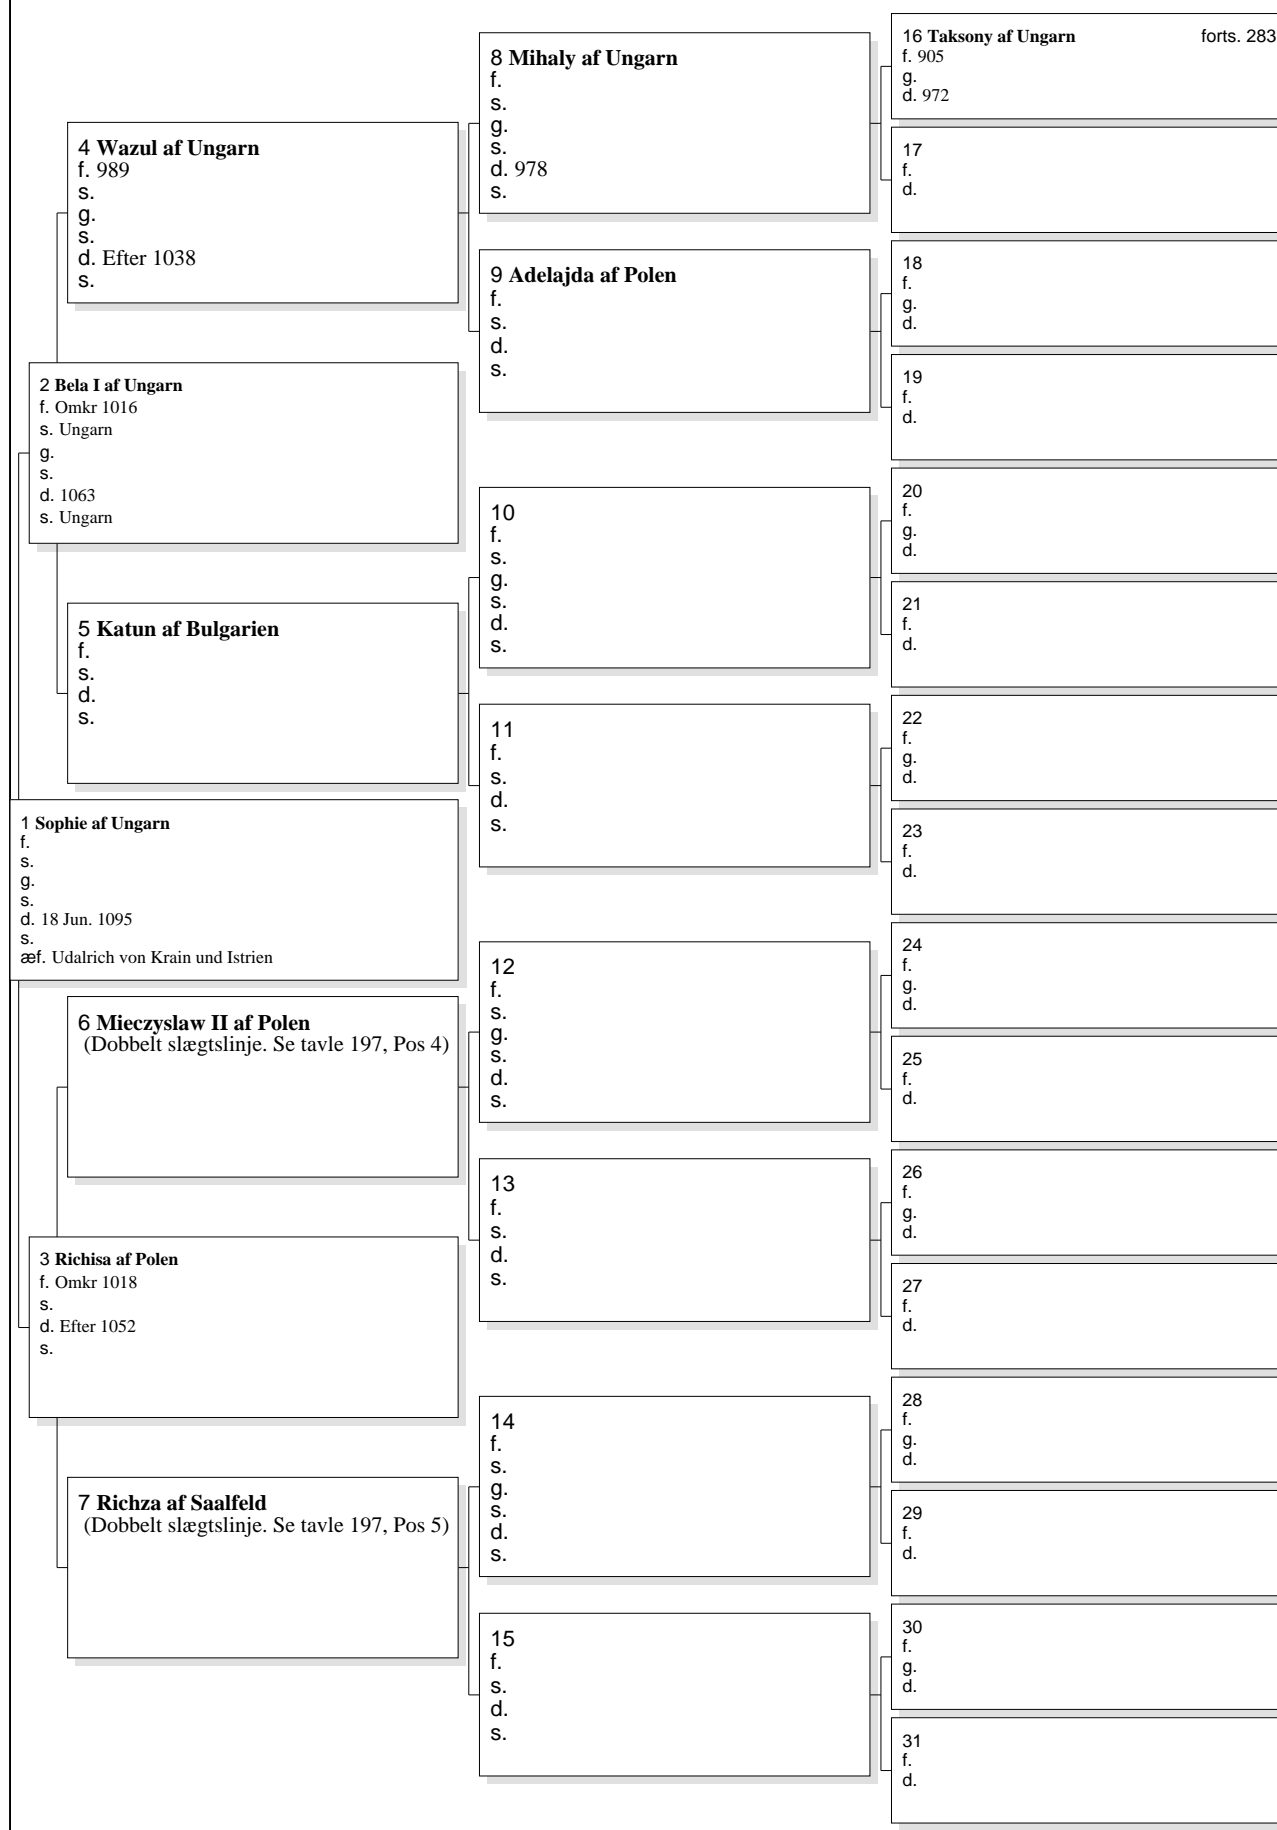 16 Taksony af Ungarn forts. 283
f. 905
g.
d. 972
8 Mihaly af Ungarn
f.
s.
g.
s.
d. 978
s.
4 Wazul af Ungarn
f. 989
s.
g.
s.
d. Efter 1038
s.
17
f.
d.
18
f.
g.
d.
9 Adelajda af Polen
f.
s.
d.
s.
19
f.
d.
2 Bela I af Ungarn
f. Omkr 1016
s. Ungarn
g.
s.
d. 1063
s. Ungarn
20
f.
g.
d.
10
f.
s.
g.
s.
d.
s.
21
f.
d.
5 Katun af Bulgarien
f.
s.
d.
s.
22
f.
g.
d.
11
f.
s.
d.
s.
23
f.
d.
1 Sophie af Ungarn
f.
s.
g.
s.
d. 18 Jun. 1095
s.
æf. Udalrich von Krain und Istrien
24
f.
g.
d.
12
f.
s.
g.
s.
d.
s.
6 Mieczyslaw II af Polen
(Dobbelt slægtslinje. Se tavle 197, Pos 4)
25
f.
d.
26
f.
g.
d.
13
f.
s.
d.
s.
3 Richisa af Polen
f. Omkr 1018
s.
d. Efter 1052
s.
27
f.
d.
28
f.
g.
d.
14
f.
s.
g.
s.
d.
s.
7 Richza af Saalfeld
(Dobbelt slægtslinje. Se tavle 197, Pos 5)
29
f.
d.
30
f.
g.
d.
15
f.
s.
d.
s.
31
f.
d.